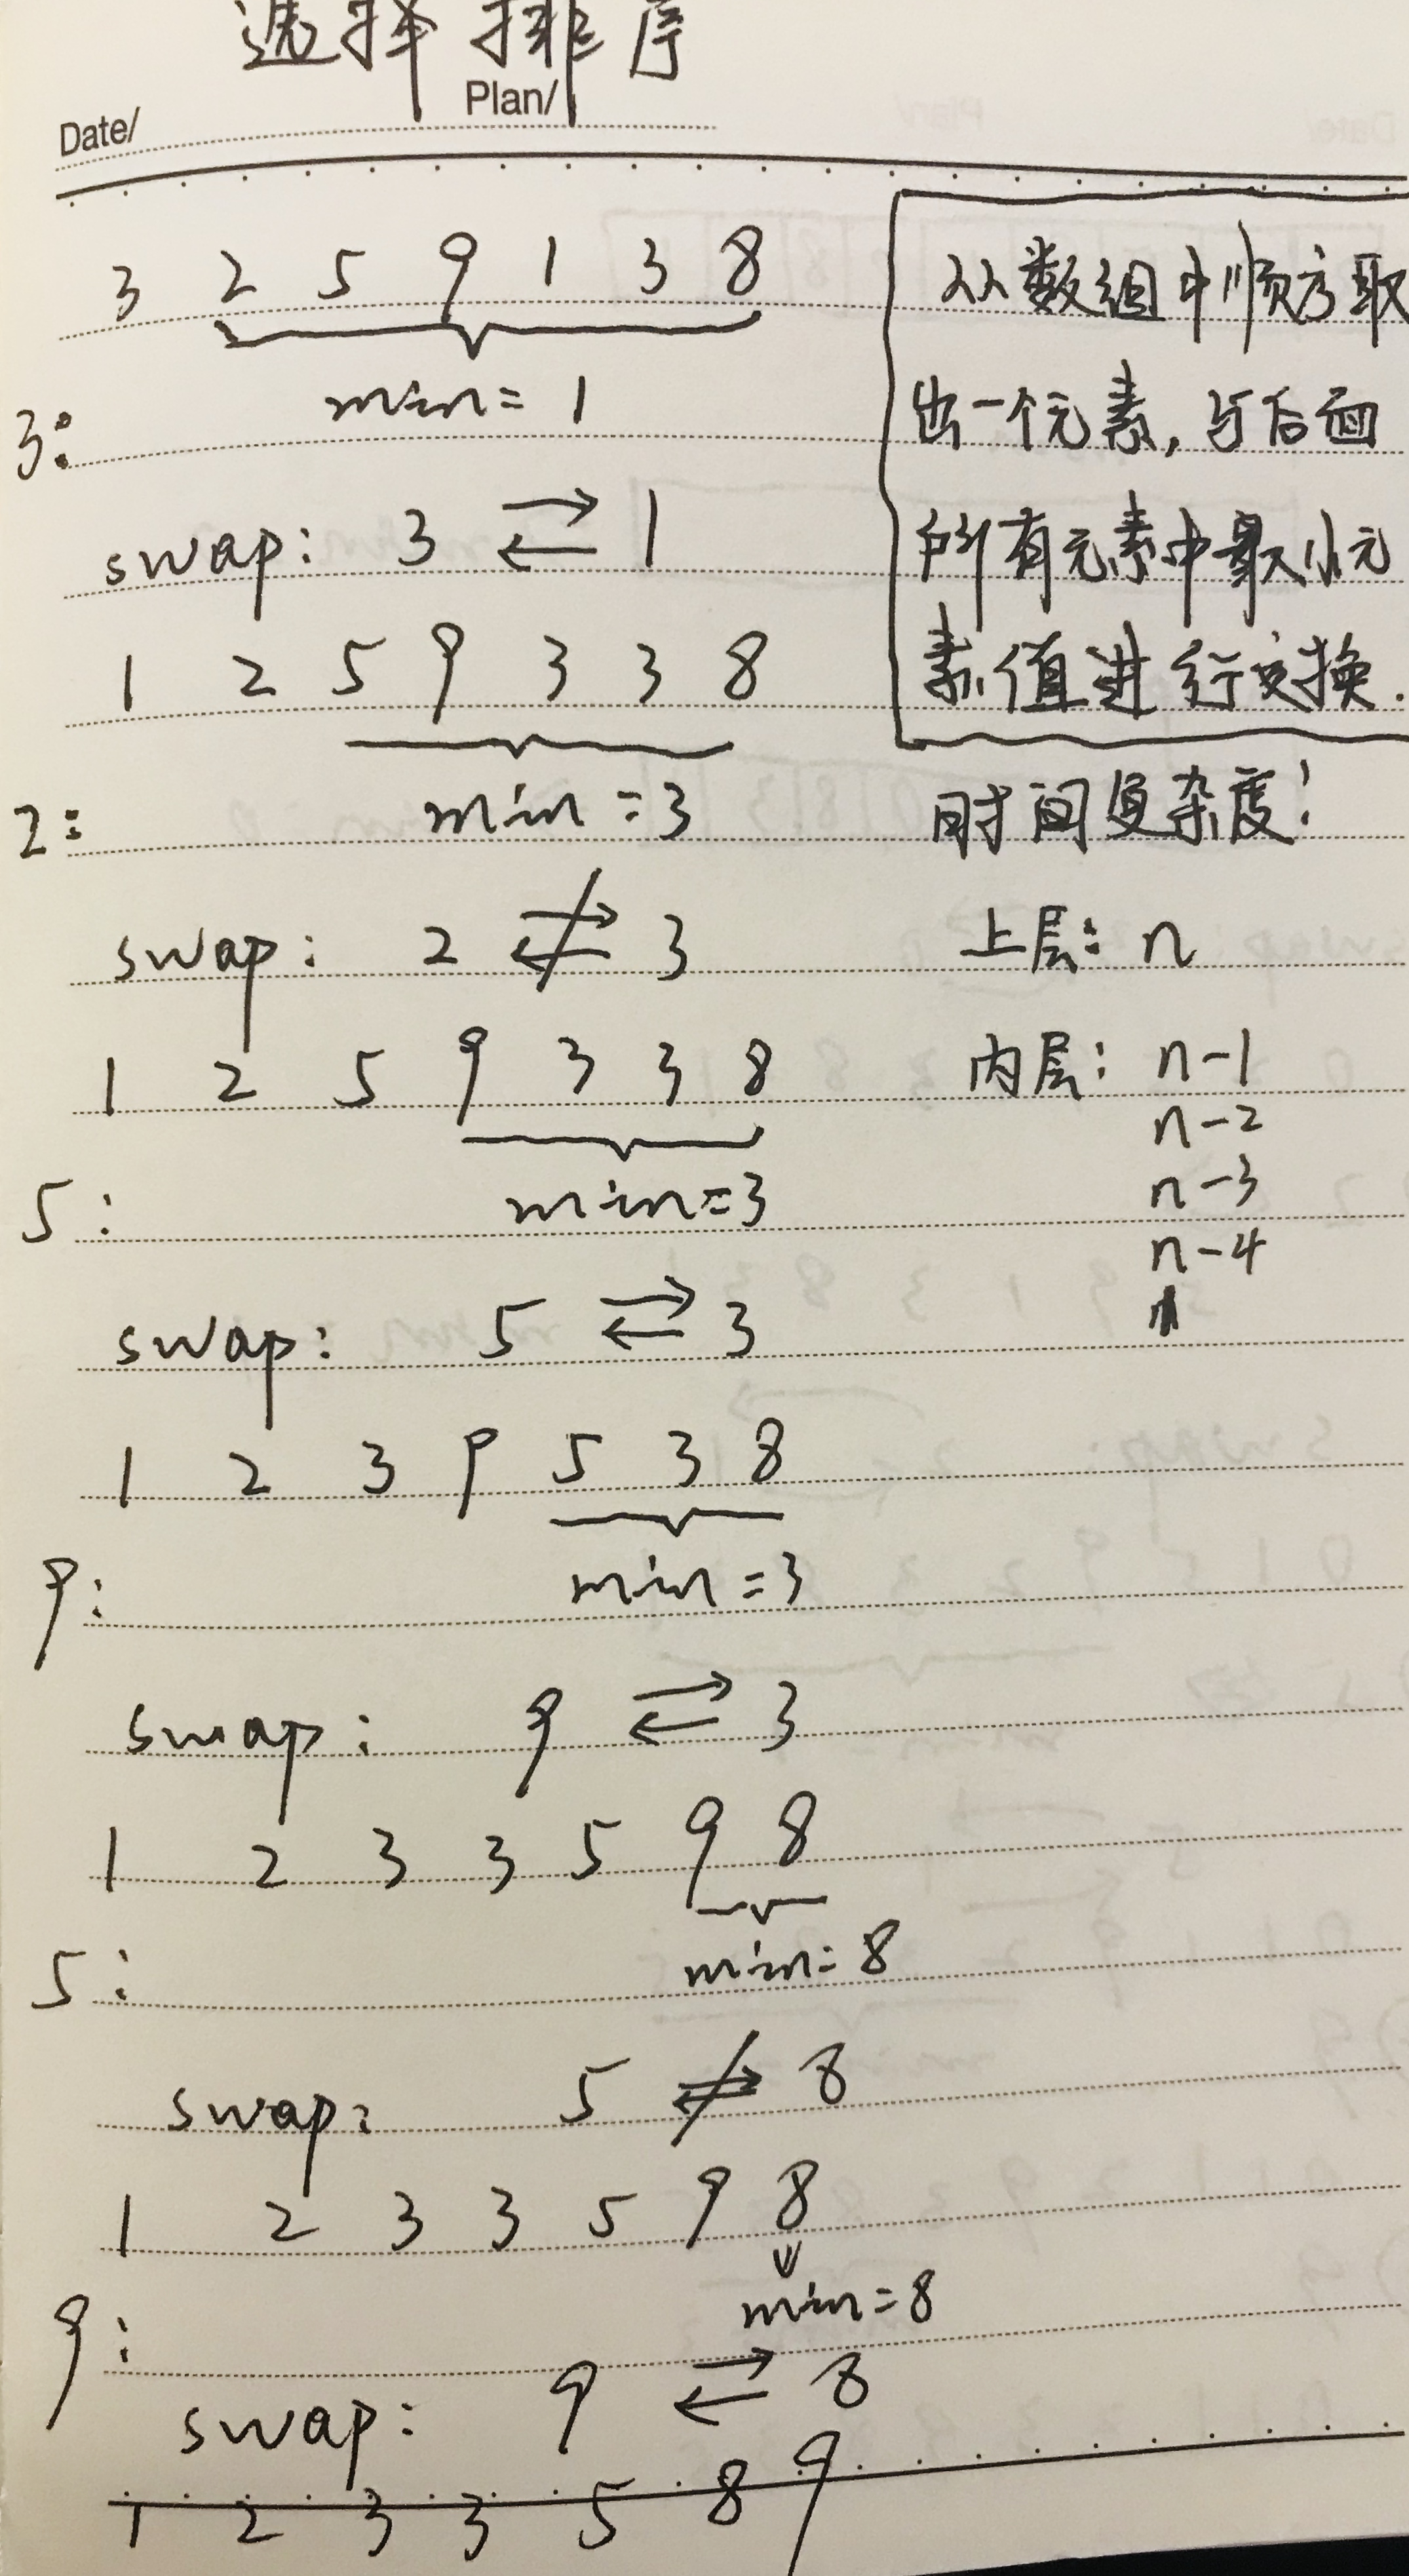 选择排序
Date/
Plan/
3 2 5 9 1 3 8
min=1
3:
swap: 3 ⇄ 1
1 2 5 9 3 3 8
min=3
2:
swap: 2 ⇄ 3
1 2 5 9 3 3 8
min=3
5:
swap: 5 ⇄ 3
1 2 3 9 5 3 8
min=3
9:
swap: 9 ⇄ 3
1 2 3 3 5 9 8
min=8
5:
swap: 5 ⇄ 8
1 2 3 3 5 9 8
min=8
9:
swap: 9 ⇄ 8
1 2 3 3 5 8 9
从数组中顺序取
出一个元素,与后面
所有元素中最小元
素值进行交换.
时间复杂度:
上层: n
内层: n-1
n-2
n-3
n-4